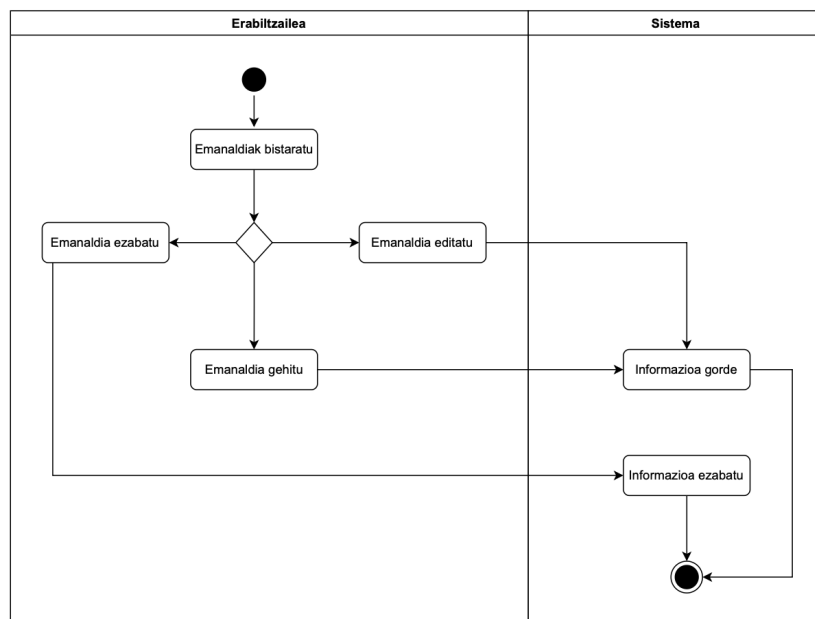 Erabiltzailea
Sistema
Emanaldiak bistaratu
Emanaldia ezabatu
Emanaldia editatu
Emanaldia gehitu
Informazioa gorde
Informazioa ezabatu